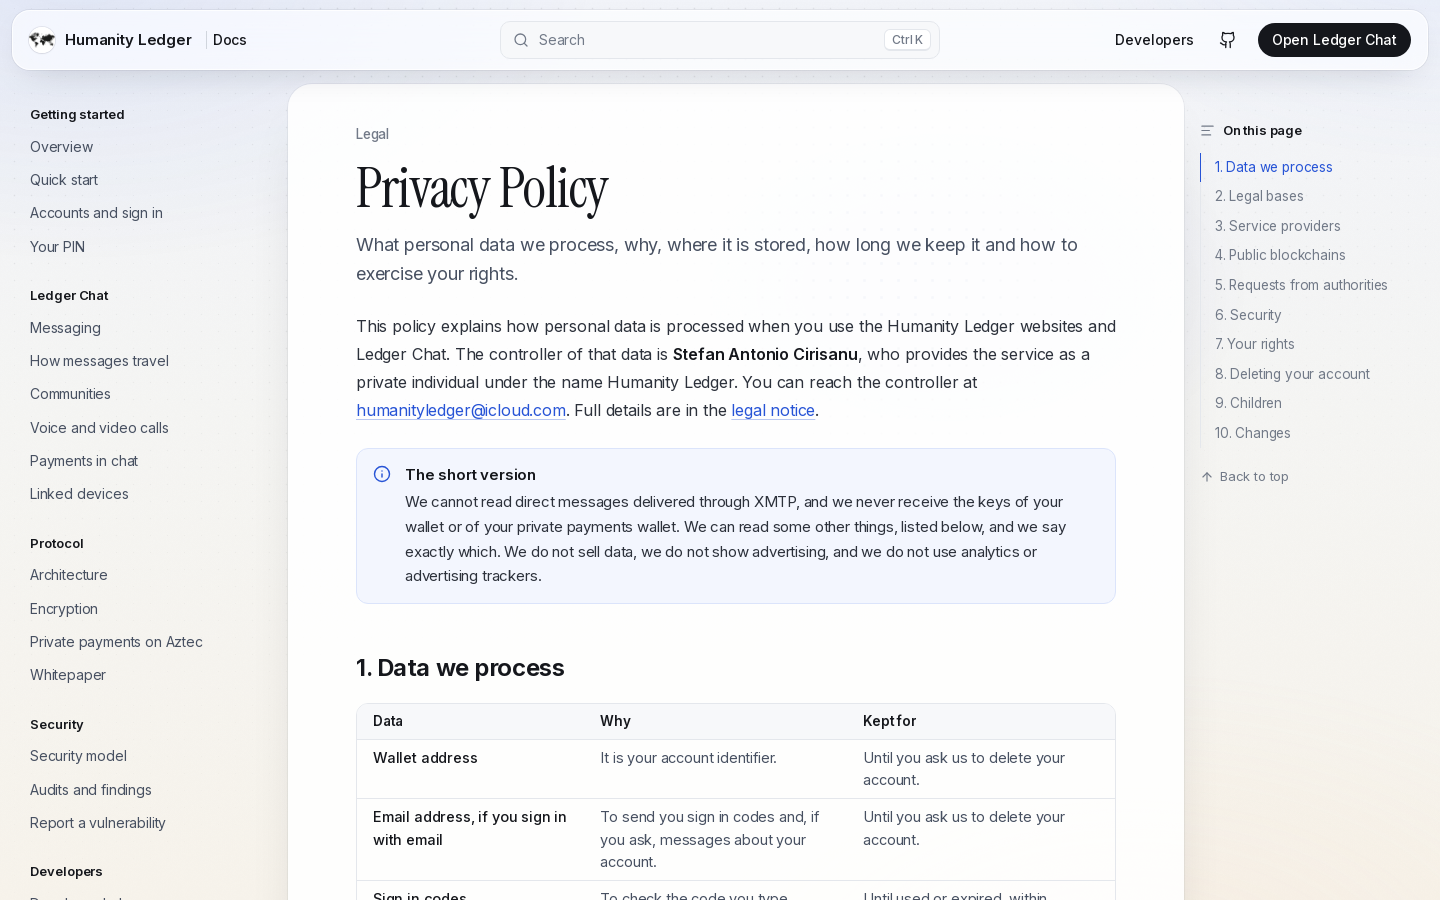 Humanity Ledger
Docs
Search
Ctrl K
Developers
Open Ledger Chat
Getting started
Overview
Quick start
Accounts and sign in
Your PIN
Ledger Chat
Messaging
How messages travel
Communities
Voice and video calls
Payments in chat
Linked devices
Protocol
Architecture
Encryption
Private payments on Aztec
Whitepaper
Security
Security model
Audits and findings
Report a vulnerability
Developers
Legal
Privacy Policy
What personal data we process, why, where it is stored, how long we keep it and how to
exercise your rights.
This policy explains how personal data is processed when you use the Humanity Ledger websites and
Ledger Chat. The controller of that data is Stefan Antonio Cirisanu, who provides the service as a
private individual under the name Humanity Ledger. You can reach the controller at
humanityledger@icloud.com. Full details are in the legal notice.
The short version
We cannot read direct messages delivered through XMTP, and we never receive the keys of your
wallet or of your private payments wallet. We can read some other things, listed below, and we say
exactly which. We do not sell data, we do not show advertising, and we do not use analytics or
advertising trackers.
1. Data we process
Data Why Kept for
Wallet address It is your account identifier. Until you ask us to delete your
account.
Email address, if you sign in To send you sign in codes and, if Until you ask us to delete your
with email you ask, messages about your account.
account.
Sign in codes To check the code you type Until used or expired, within
On this page
1. Data we process
2. Legal bases
3. Service providers
4. Public blockchains
5. Requests from authorities
6. Security
7. Your rights
8. Deleting your account
9. Children
10. Changes
Back to top